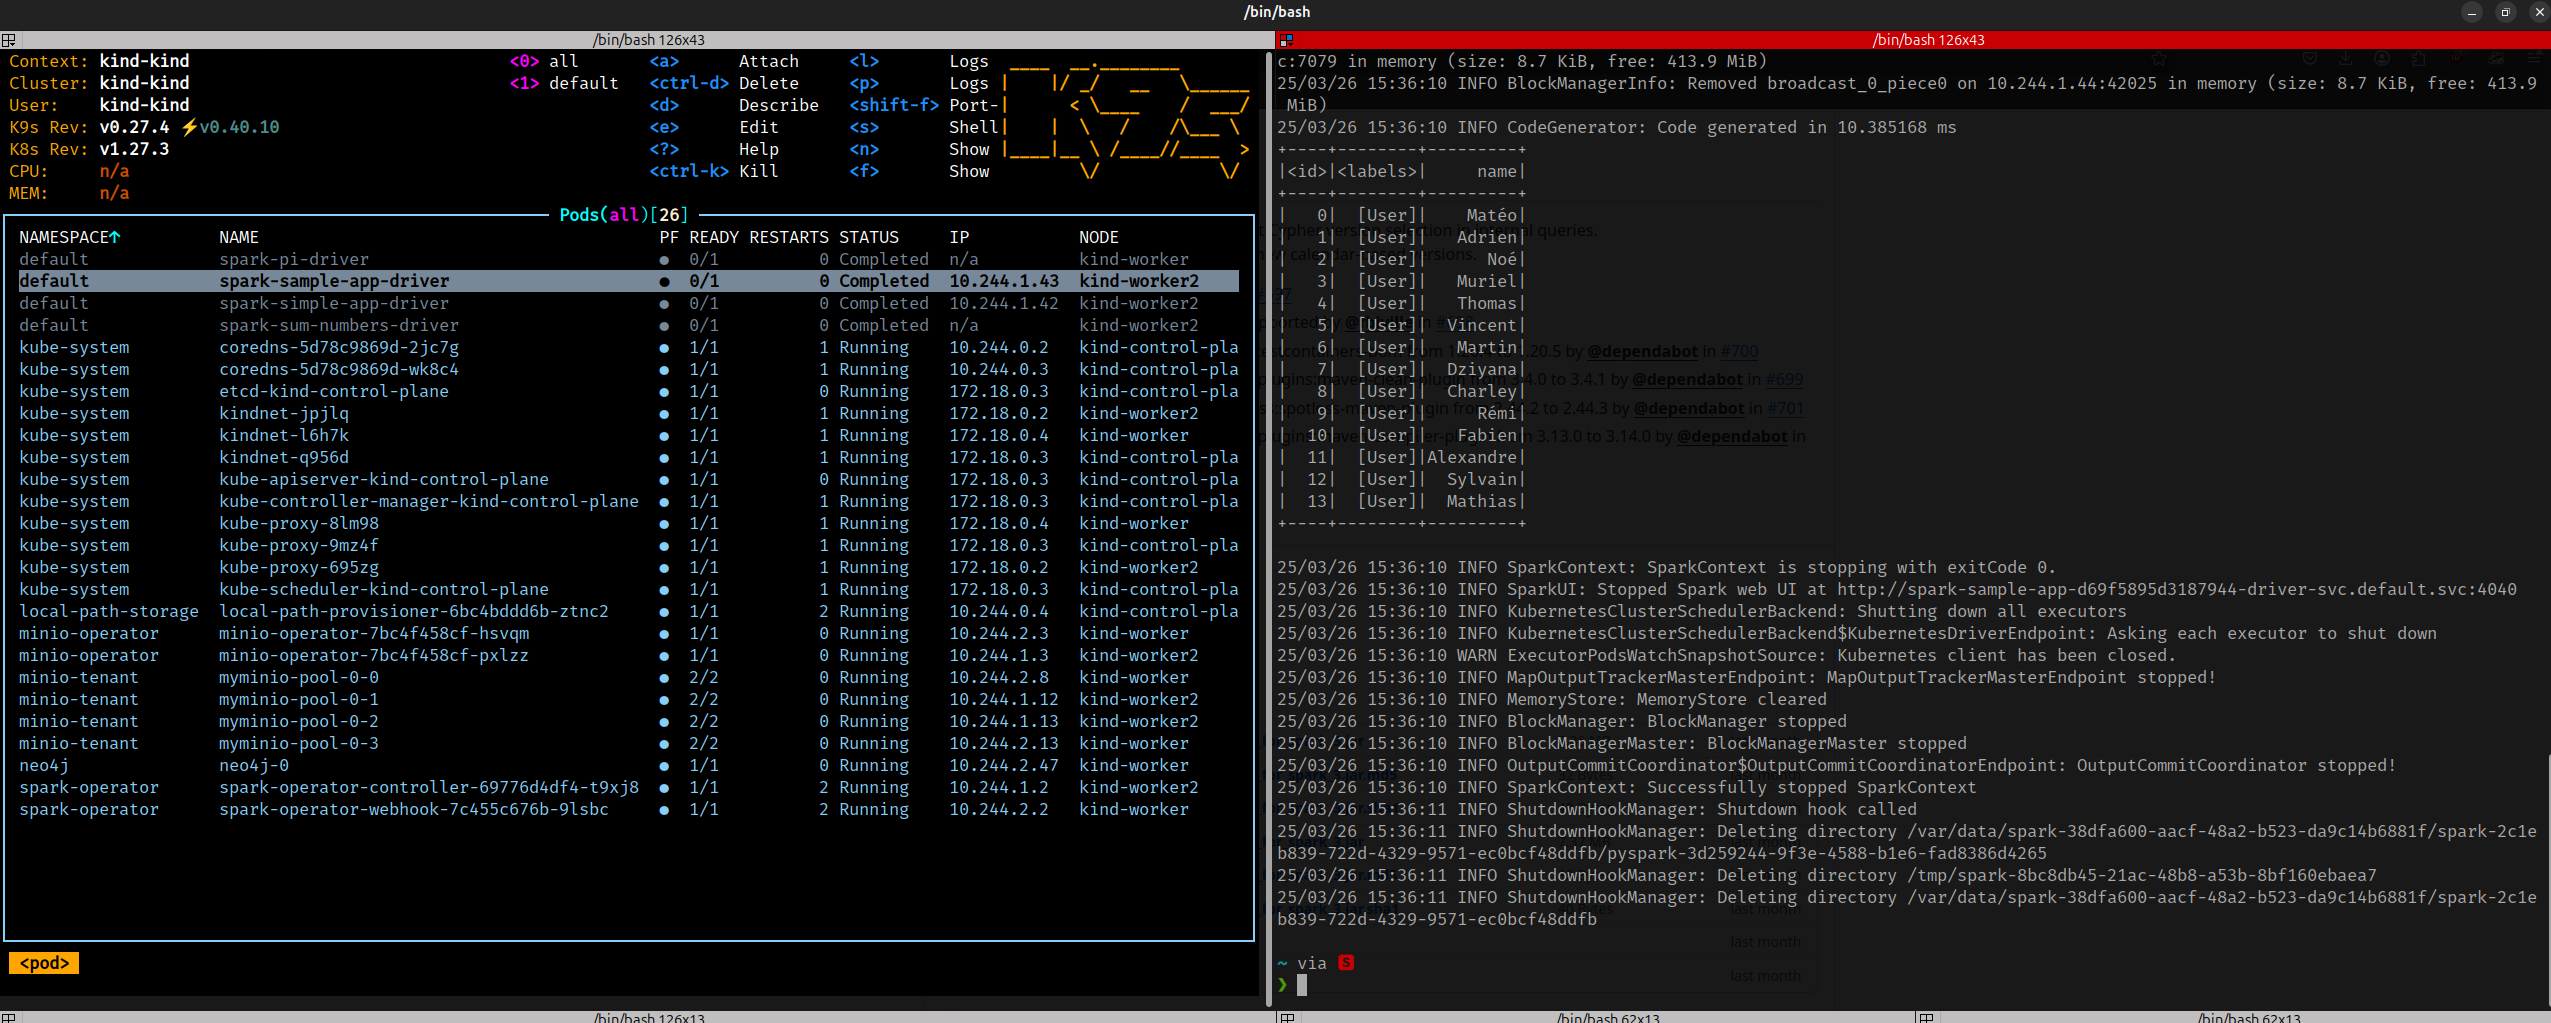 /bin/bash
/bin/bash 126x43
Context: kind-kind <0> all <a> Attach <l> Logs
Cluster: kind-kind <1> default <ctrl-d> Delete <p> Logs
User: kind-kind <d> Describe <shift-f> Port-
K9s Rev: v0.27.4 ⚡v0.40.10 <e> Edit <s> Shell
K8s Rev: v1.27.3 <?> Help <n> Show
CPU: n/a <ctrl-k> Kill <f> Show
MEM: n/a
Pods(all)[26]
NAMESPACE↑ NAME PF READY RESTARTS STATUS IP NODE
default spark-pi-driver ● 0/1 0 Completed n/a kind-worker
default spark-sample-app-driver ● 0/1 0 Completed 10.244.1.43 kind-worker2
default spark-simple-app-driver ● 0/1 0 Completed 10.244.1.42 kind-worker2
default spark-sum-numbers-driver ● 0/1 0 Completed n/a kind-worker2
kube-system coredns-5d78c9869d-2jc7g ● 1/1 1 Running 10.244.0.2 kind-control-pla
kube-system coredns-5d78c9869d-wk8c4 ● 1/1 1 Running 10.244.0.3 kind-control-pla
kube-system etcd-kind-control-plane ● 1/1 0 Running 172.18.0.3 kind-control-pla
kube-system kindnet-jpjlq ● 1/1 1 Running 172.18.0.2 kind-worker2
kube-system kindnet-l6h7k ● 1/1 1 Running 172.18.0.4 kind-worker
kube-system kindnet-q956d ● 1/1 1 Running 172.18.0.3 kind-control-pla
kube-system kube-apiserver-kind-control-plane ● 1/1 0 Running 172.18.0.3 kind-control-pla
kube-system kube-controller-manager-kind-control-plane ● 1/1 1 Running 172.18.0.3 kind-control-pla
kube-system kube-proxy-8lm98 ● 1/1 1 Running 172.18.0.4 kind-worker
kube-system kube-proxy-9mz4f ● 1/1 1 Running 172.18.0.3 kind-control-pla
kube-system kube-proxy-695zg ● 1/1 1 Running 172.18.0.2 kind-worker2
kube-system kube-scheduler-kind-control-plane ● 1/1 1 Running 172.18.0.3 kind-control-pla
local-path-storage local-path-provisioner-6bc4bddd6b-ztnc2 ● 1/1 2 Running 10.244.0.4 kind-control-pla
minio-operator minio-operator-7bc4f458cf-hsvqm ● 1/1 0 Running 10.244.2.3 kind-worker
minio-operator minio-operator-7bc4f458cf-pxlzz ● 1/1 0 Running 10.244.1.3 kind-worker2
minio-tenant myminio-pool-0-0 ● 2/2 0 Running 10.244.2.8 kind-worker
minio-tenant myminio-pool-0-1 ● 2/2 0 Running 10.244.1.12 kind-worker2
minio-tenant myminio-pool-0-2 ● 2/2 0 Running 10.244.1.13 kind-worker2
minio-tenant myminio-pool-0-3 ● 2/2 0 Running 10.244.2.13 kind-worker
neo4j neo4j-0 ● 1/1 0 Running 10.244.2.47 kind-worker
spark-operator spark-operator-controller-69776d4df4-t9xj8 ● 1/1 2 Running 10.244.1.2 kind-worker2
spark-operator spark-operator-webhook-7c455c676b-9lsbc ● 1/1 2 Running 10.244.2.2 kind-worker
<pod>
/bin/bash 126x13
/bin/bash 126x43
c:7079 in memory (size: 8.7 KiB, free: 413.9 MiB)
25/03/26 15:36:10 INFO BlockManagerInfo: Removed broadcast_0_piece0 on 10.244.1.44:42025 in memory (size: 8.7 KiB, free: 413.9
MiB)
25/03/26 15:36:10 INFO CodeGenerator: Code generated in 10.385168 ms
+----+--------+---------+
|<id>|<labels>|     name|
+----+--------+---------+
|   0|  [User]|    Matéo|
|   1|  [User]|   Adrien|
|   2|  [User]|      Noé|
|   3|  [User]|   Muriel|
|   4|  [User]|   Thomas|
|   5|  [User]|  Vincent|
|   6|  [User]|   Martin|
|   7|  [User]|  Dziyana|
|   8|  [User]|  Charley|
|   9|  [User]|     Rémi|
|  10|  [User]|   Fabien|
|  11|  [User]|Alexandre|
|  12|  [User]|  Sylvain|
|  13|  [User]|  Mathias|
+----+--------+---------+
25/03/26 15:36:10 INFO SparkContext: SparkContext is stopping with exitCode 0.
25/03/26 15:36:10 INFO SparkUI: Stopped Spark web UI at http://spark-sample-app-d69f5895d3187944-driver-svc.default.svc:4040
25/03/26 15:36:10 INFO KubernetesClusterSchedulerBackend: Shutting down all executors
25/03/26 15:36:10 INFO KubernetesClusterSchedulerBackend$KubernetesDriverEndpoint: Asking each executor to shut down
25/03/26 15:36:10 WARN ExecutorPodsWatchSnapshotSource: Kubernetes client has been closed.
25/03/26 15:36:10 INFO MapOutputTrackerMasterEndpoint: MapOutputTrackerMasterEndpoint stopped!
25/03/26 15:36:10 INFO MemoryStore: MemoryStore cleared
25/03/26 15:36:10 INFO BlockManager: BlockManager stopped
25/03/26 15:36:10 INFO BlockManagerMaster: BlockManagerMaster stopped
25/03/26 15:36:10 INFO OutputCommitCoordinator$OutputCommitCoordinatorEndpoint: OutputCommitCoordinator stopped!
25/03/26 15:36:10 INFO SparkContext: Successfully stopped SparkContext
25/03/26 15:36:11 INFO ShutdownHookManager: Shutdown hook called
25/03/26 15:36:11 INFO ShutdownHookManager: Deleting directory /var/data/spark-38dfa600-aacf-48a2-b523-da9c14b6881f/spark-2c1e
b839-722d-4329-9571-ec0bcf48ddfb/pyspark-3d259244-9f3e-4588-b1e6-fad8386d4265
25/03/26 15:36:11 INFO ShutdownHookManager: Deleting directory /tmp/spark-8bc8db45-21ac-48b8-a53b-8bf160ebaea7
25/03/26 15:36:11 INFO ShutdownHookManager: Deleting directory /var/data/spark-38dfa600-aacf-48a2-b523-da9c14b6881f/spark-2c1e
b839-722d-4329-9571-ec0bcf48ddfb
~ via S
❯
/bin/bash 62x13
/bin/bash 62x13